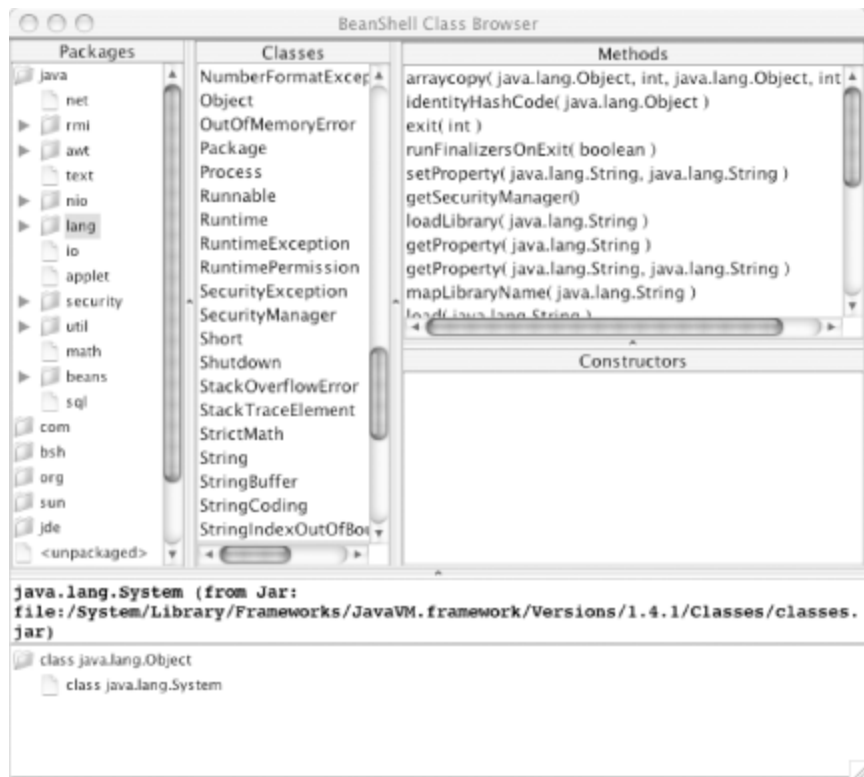 BeanShell Class Browser
Packages
java
net
rmi
awt
text
nio
lang
io
applet
security
util
math
beans
sql
com
bsh
org
sun
jde
<unpackaged>
Classes
NumberFormatExcep
Object
OutOfMemoryError
Package
Process
Runnable
Runtime
RuntimeException
RuntimePermission
SecurityException
SecurityManager
Short
Shutdown
StackOverflowError
StackTraceElement
StrictMath
String
StringBuffer
StringCoding
StringIndexOutOfBou
Methods
arraycopy( java.lang.Object, int, java.lang.Object, int
identityHashCode( java.lang.Object )
exit( int )
runFinalizersOnExit( boolean )
setProperty( java.lang.String, java.lang.String )
getSecurityManager()
loadLibrary( java.lang.String )
getProperty( java.lang.String )
getProperty( java.lang.String, java.lang.String )
mapLibraryName( java.lang.String )
load( java.lang.String )
Constructors
java.lang.System (from Jar:
file:/System/Library/Frameworks/JavaVM.framework/Versions/1.4.1/Classes/classes.
jar)
class java.lang.Object
class java.lang.System